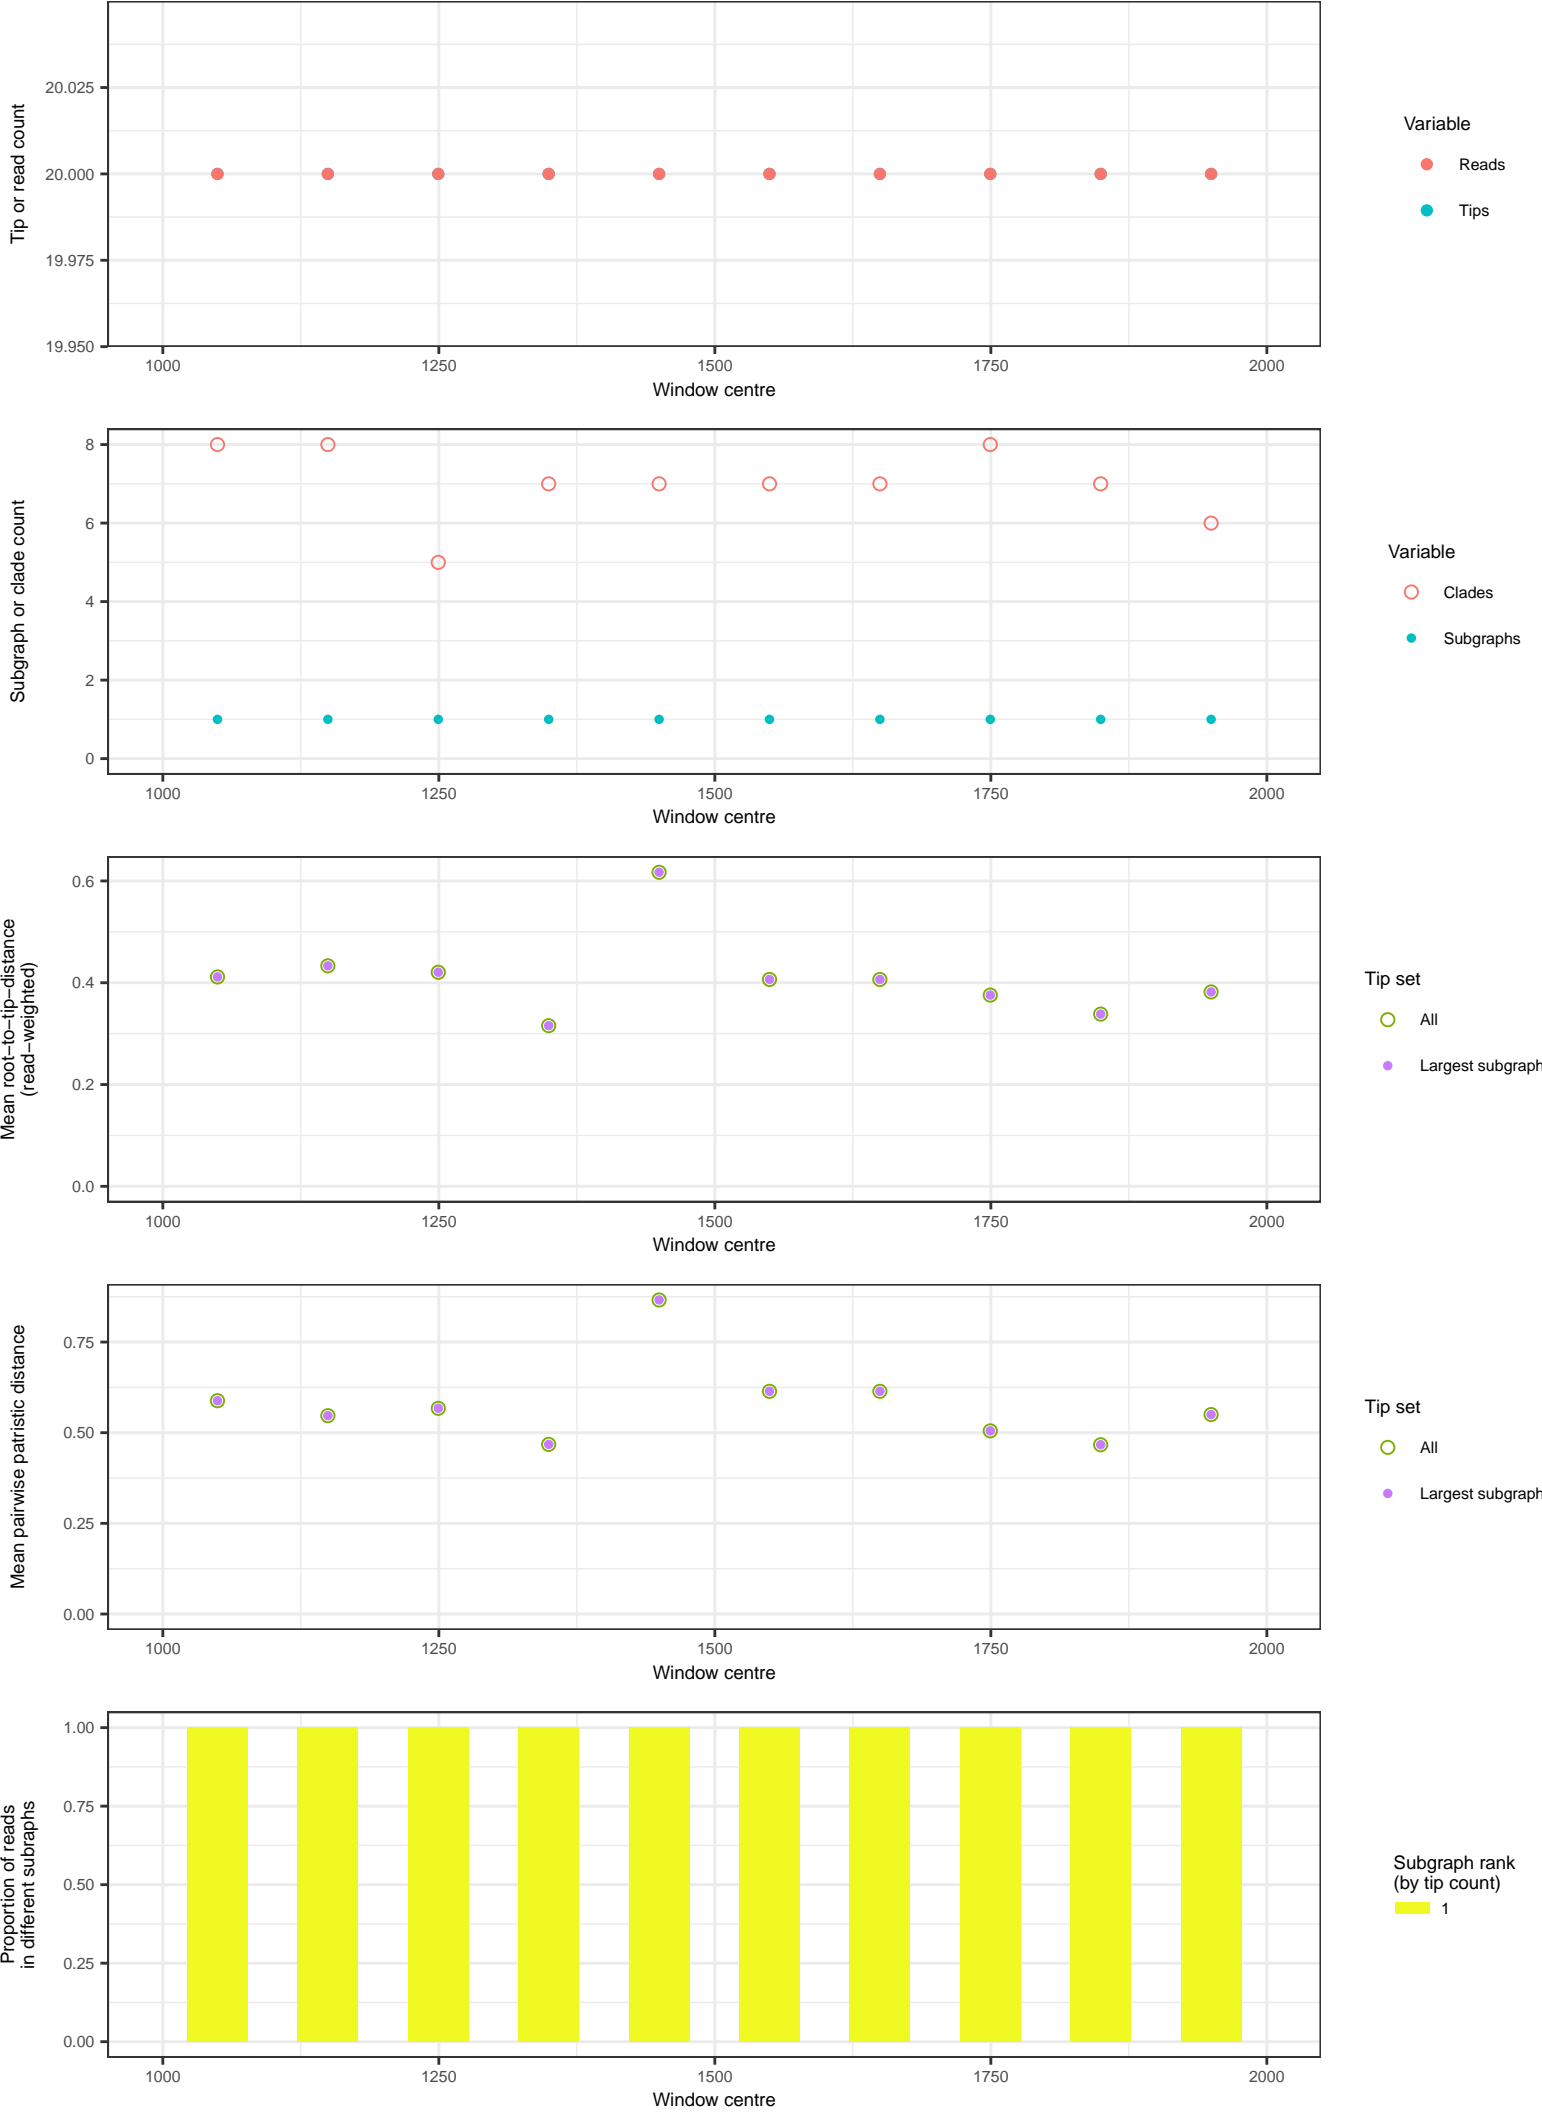 Tip or read count
20.025
20.000
19.975
19.950
1000 1250 1500 1750 2000
Window centre
Variable
Reads
Tips
Subgraph or clade count
8
6
4
2
0
1000 1250 1500 1750 2000
Window centre
Variable
Clades
Subgraphs
Mean root−to−tip−distance
(read−weighted)
0.6
0.4
0.2
0.0
1000 1250 1500 1750 2000
Window centre
Tip set
All
Largest subgraph
Mean pairwise patristic distance
0.75
0.50
0.25
0.00
1000 1250 1500 1750 2000
Window centre
Tip set
All
Largest subgraph
Proportion of reads
in different subraphs
1.00
0.75
0.50
0.25
0.00
1000 1250 1500 1750 2000
Window centre
Subgraph rank
(by tip count)
1